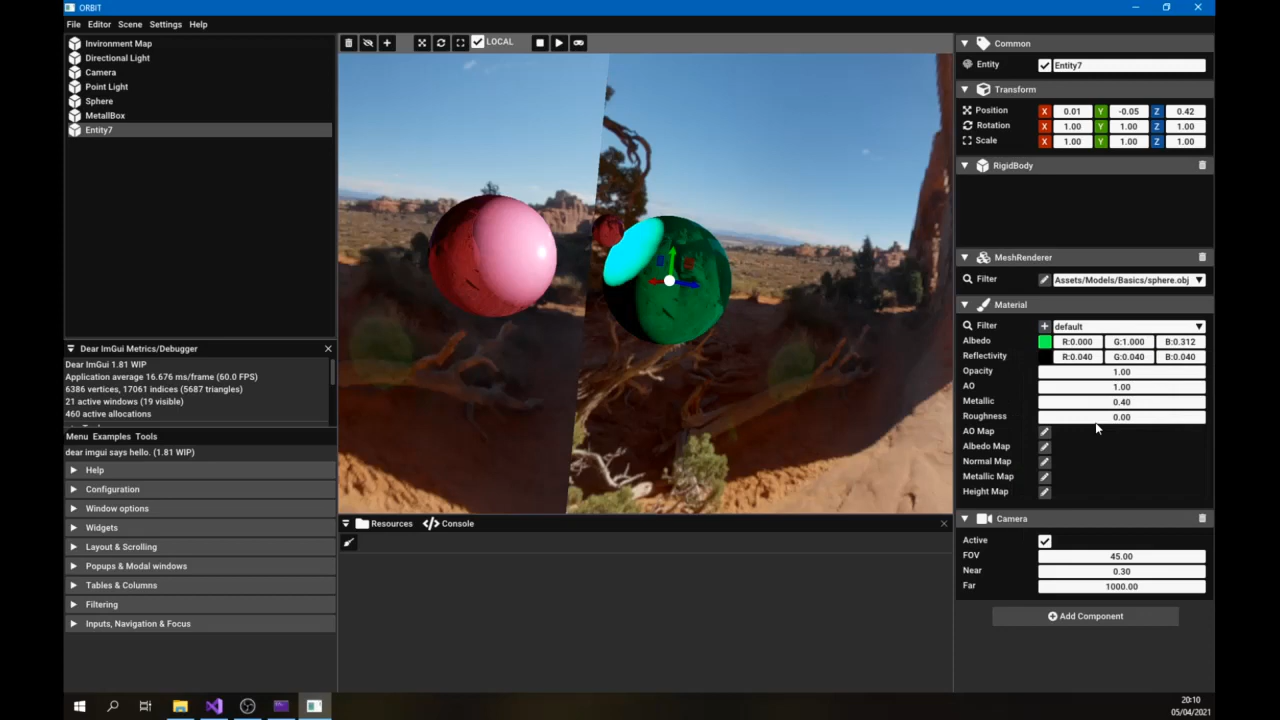 ORBIT
File Editor Scene Settings Help
Invironment Map
Directional Light
Camera
Point Light
Sphere
MetallBox
Entity7
LOCAL
Dear ImGui Metrics/Debugger
Dear ImGui 1.81 WIP
Application average 16.676 ms/frame (60.0 FPS)
6386 vertices, 17061 indices (5687 triangles)
21 active windows (19 visible)
460 active allocations
Menu Examples Tools
dear imgui says hello. (1.81 WIP)
Help
Configuration
Window options
Widgets
Layout & Scrolling
Popups & Modal windows
Tables & Columns
Filtering
Inputs, Navigation & Focus
Resources Console
Common
Entity Entity7
Transform
Position X 0.01 Y -0.05 Z 0.42
Rotation X 1.00 Y 1.00 Z 1.00
Scale X 1.00 Y 1.00 Z 1.00
RigidBody
MeshRenderer
Filter Assets/Models/Basics/sphere.obj
Material
Filter default
Albedo R:0.000 G:1.000 B:0.312
Reflectivity R:0.040 G:0.040 B:0.040
Opacity 1.00
AO 1.00
Metallic 0.40
Roughness 0.00
AO Map
Albedo Map
Normal Map
Metallic Map
Height Map
Camera
Active
FOV 45.00
Near 0.30
Far 1000.00
Add Component
20:10
05/04/2021